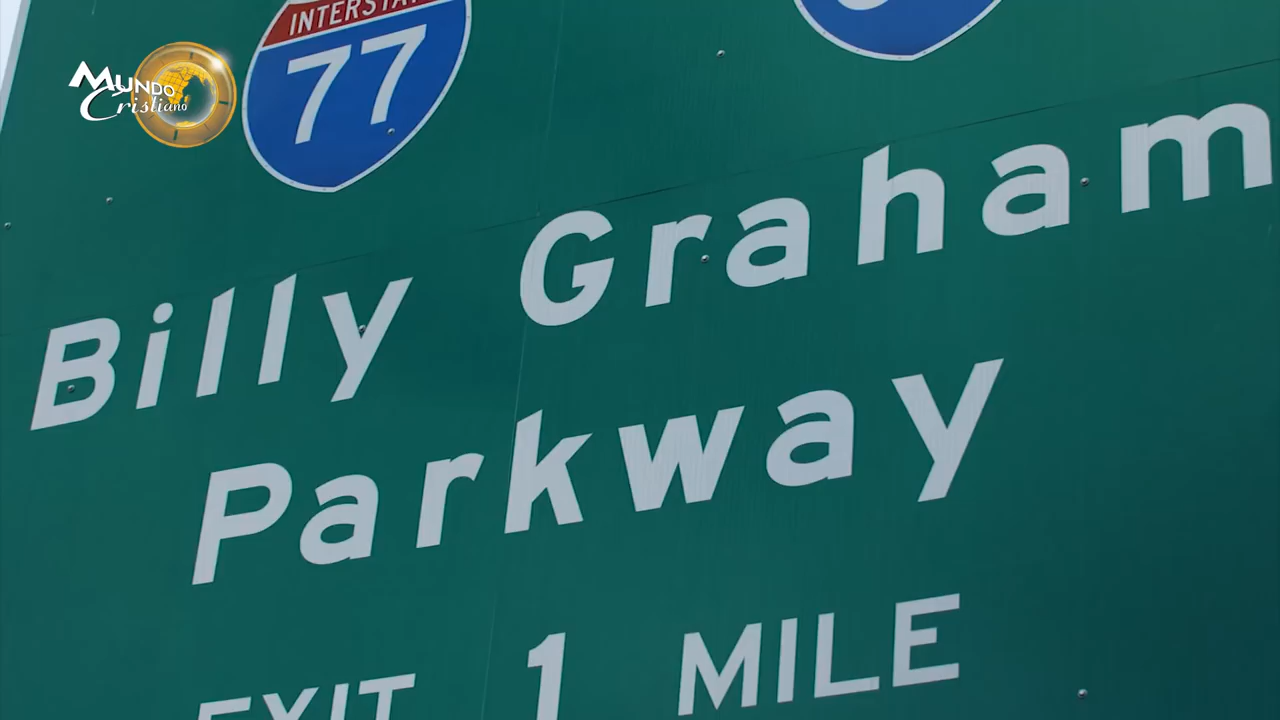 INTERSTATE
77
Mundo
Cristiano
Billy Graham
Parkway
EXIT 1 MILE